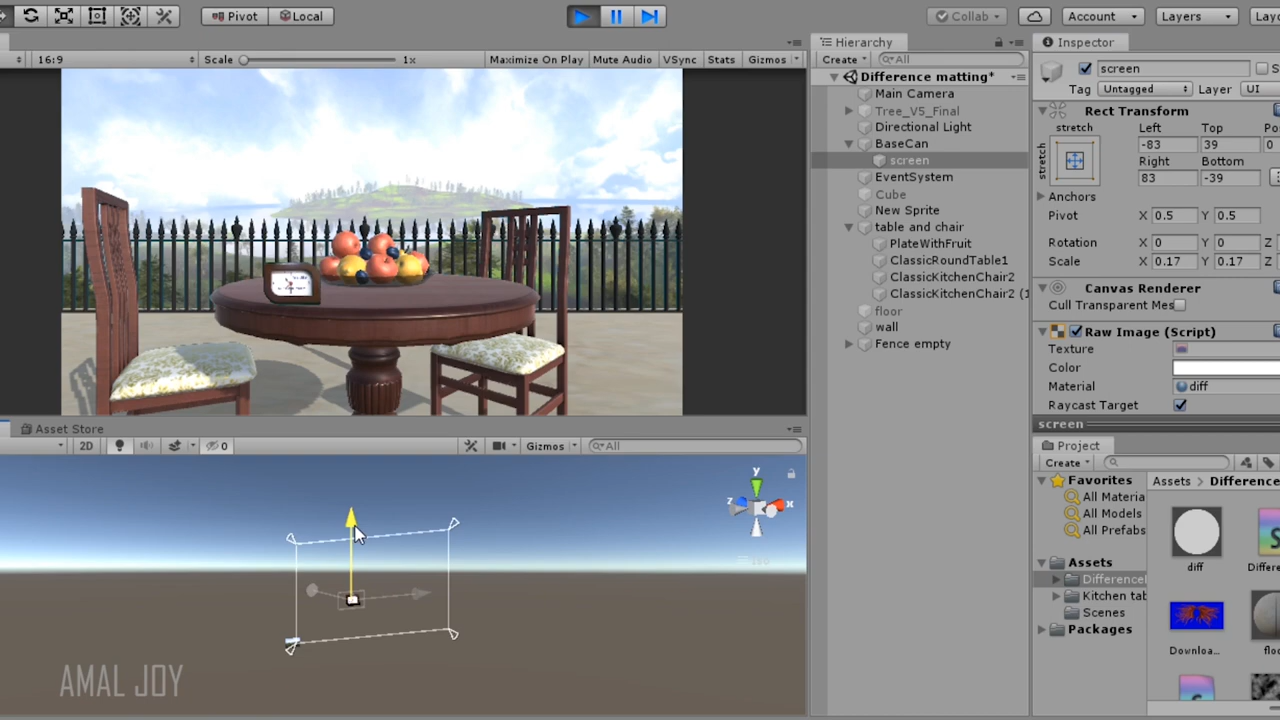 Pivot Local Collab Account Layers Layo
16:9 Scale 1x Maximize On Play Mute Audio VSync Stats Gizmos
Hierarchy
Create All
Difference matting*
Main Camera
Tree_V5_Final
Directional Light
BaseCan
screen
EventSystem
Cube
New Sprite
table and chair
PlateWithFruit
ClassicRoundTable1
ClassicKitchenChair2
ClassicKitchenChair2 (1
floor
wall
Fence empty
Inspector
screen S
Tag Untagged Layer UI
Rect Transform
stretch Left Top Po
stretch -83 39 0
Right Bottom
83 -39
Anchors
Pivot X 0.5 Y 0.5
Rotation X 0 Y 0 Z
Scale X 0.17 Y 0.17 Z
Canvas Renderer
Cull Transparent Mes
Raw Image (Script)
Texture
Color
Material diff
Raycast Target
screen
Asset Store
2D 0 Gizmos All
y
z x
Iso
AMAL JOY
Project
Create
Favorites
All Materia
All Models
All Prefabs
Assets
Difference
Kitchen tab
Scenes
Packages
Assets > Difference
diff Differe
Downloa... floo